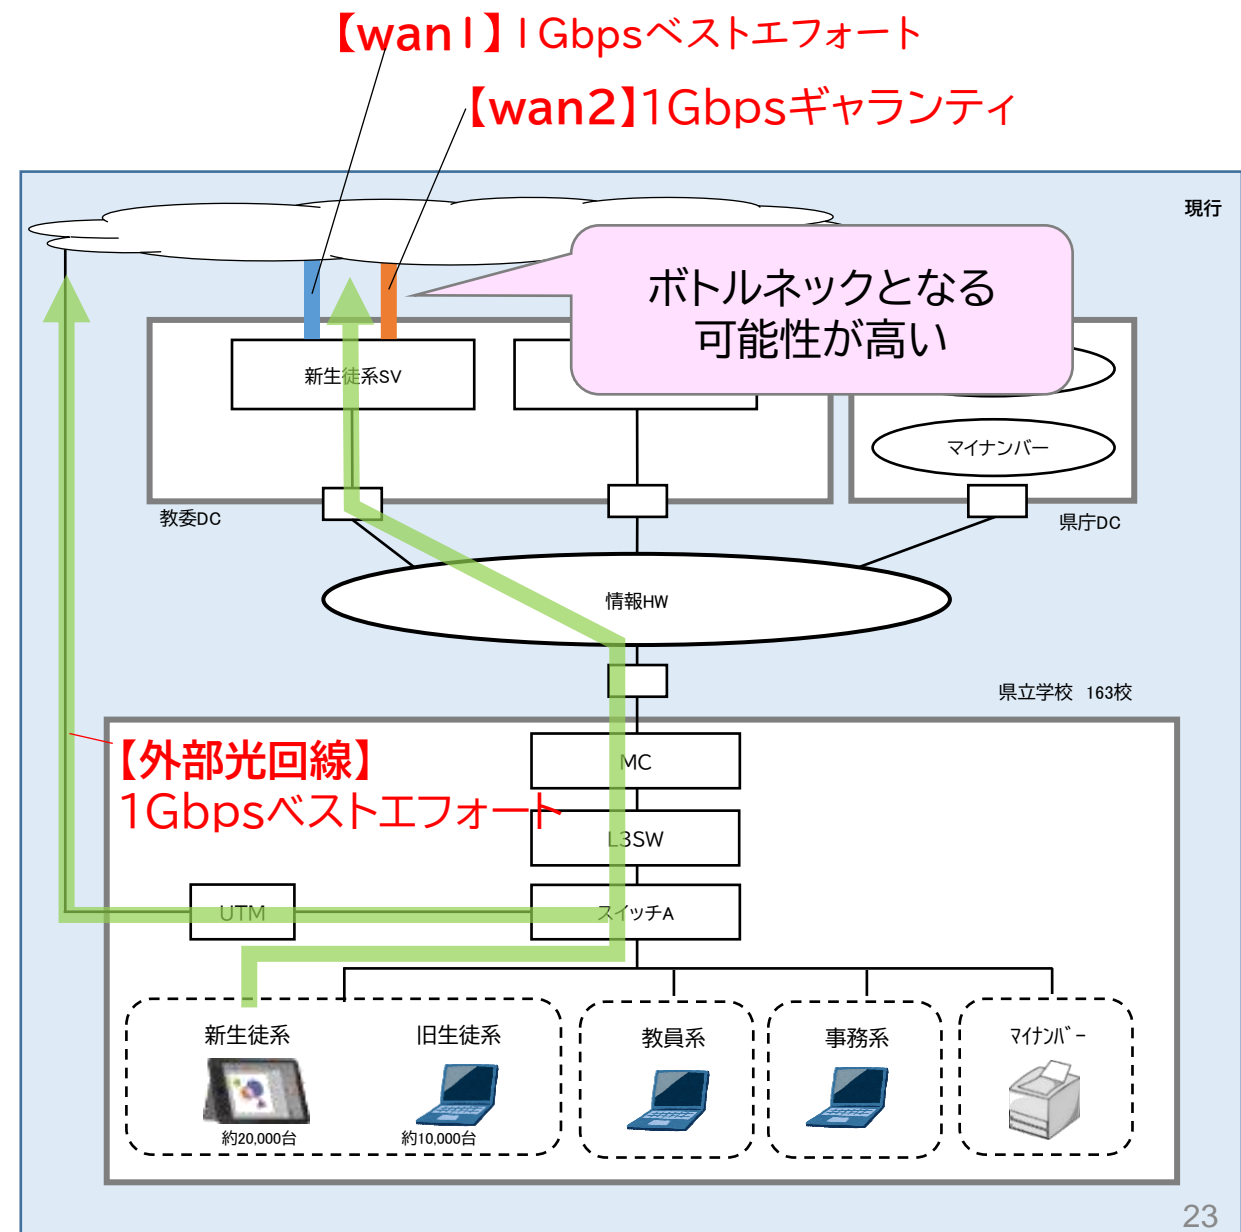 【wan1】1Gbpsベストエフォート
【wan2】1Gbpsギャランティ
現行
ボトルネックとなる
可能性が高い
新生徒系SV
マイナンバー
教委DC
県庁DC
情報HW
県立学校 163校
【外部光回線】
1Gbpsベストエフォート
MC
L3SW
UTM
スイッチA
新生徒系
旧生徒系
教員系
事務系
ﾏｲﾅﾝﾊﾞｰ
約20,000台
約10,000台
23